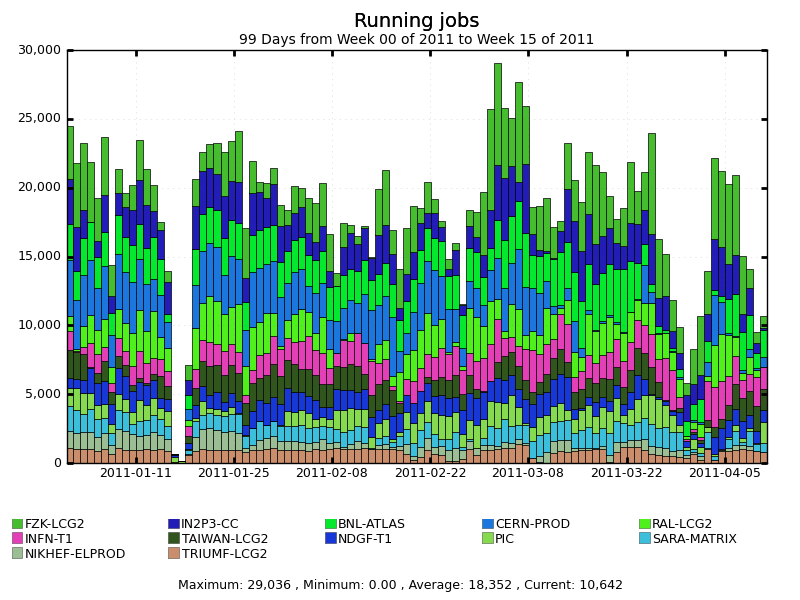 Running jobs
99 Days from Week 00 of 2011 to Week 15 of 2011
30,000
25,000
20,000
15,000
10,000
5,000
0
2011-01-11 2011-01-25 2011-02-08 2011-02-22 2011-03-08 2011-03-22 2011-04-05
FZK-LCG2 IN2P3-CC BNL-ATLAS CERN-PROD RAL-LCG2
INFN-T1 TAIWAN-LCG2 NDGF-T1 PIC SARA-MATRIX
NIKHEF-ELPROD TRIUMF-LCG2
Maximum: 29,036 , Minimum: 0.00 , Average: 18,352 , Current: 10,642